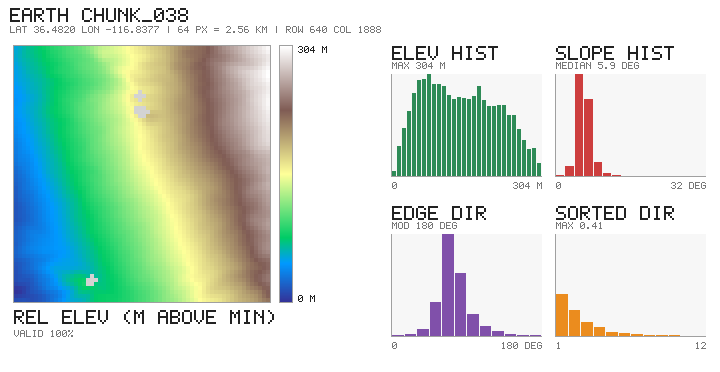 EARTH CHUNK_038
LAT 36.4820 LON -116.8377 | 64 PX = 2.56 KM | ROW 640 COL 1888
304 M
0 M
REL ELEV (M ABOVE MIN)
VALID 100%
ELEV HIST
MAX 304 M
0 304 M
SLOPE HIST
MEDIAN 5.9 DEG
0 32 DEG
EDGE DIR
MOD 180 DEG
0 180 DEG
SORTED DIR
MAX 0.41
1 12